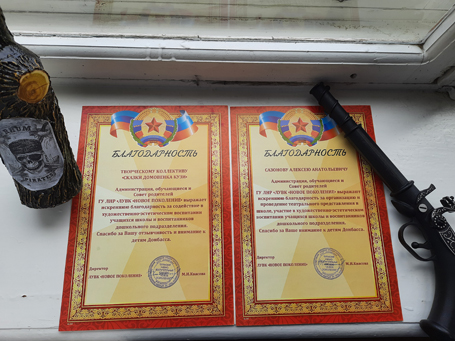 БЛАГОДАРНОСТЬ
ТВОРЧЕСКОМУ КОЛЛЕКТИВУ
«СКАЗКИ ДОМОВЕНКА КУЗИ»
Администрация, обучающиеся и
Совет родителей
ГУ ЛНР «ЛУВК «НОВОЕ ПОКОЛЕНИЕ» выражает
искреннюю благодарность за содействие в
художественно-эстетическом воспитании
учащихся школы и воспитанников
дошкольного подразделения.
Спасибо за Вашу отзывчивость и внимание к
детям Донбасса.
Директор
ЛУВК «НОВОЕ ПОКОЛЕНИЕ»
БЛАГОДАРНОСТЬ
АЛЕКСЕЮ АНАТОЛЬЕВИЧУ
Администрация, обучающиеся и
Совет родителей
ГУ ЛНР «ЛУВК «НОВОЕ ПОКОЛЕНИЕ» выражает
искреннюю благодарность за организацию и
проведение театрального представления в
школе, участие в художественно-эстетическом
воспитании учащихся школы и воспитанников
дошкольного подразделения.
Спасибо за Ваше внимание к детям Донбасса.
Директор
ЛУВК «НОВОЕ ПОКОЛЕНИЕ»